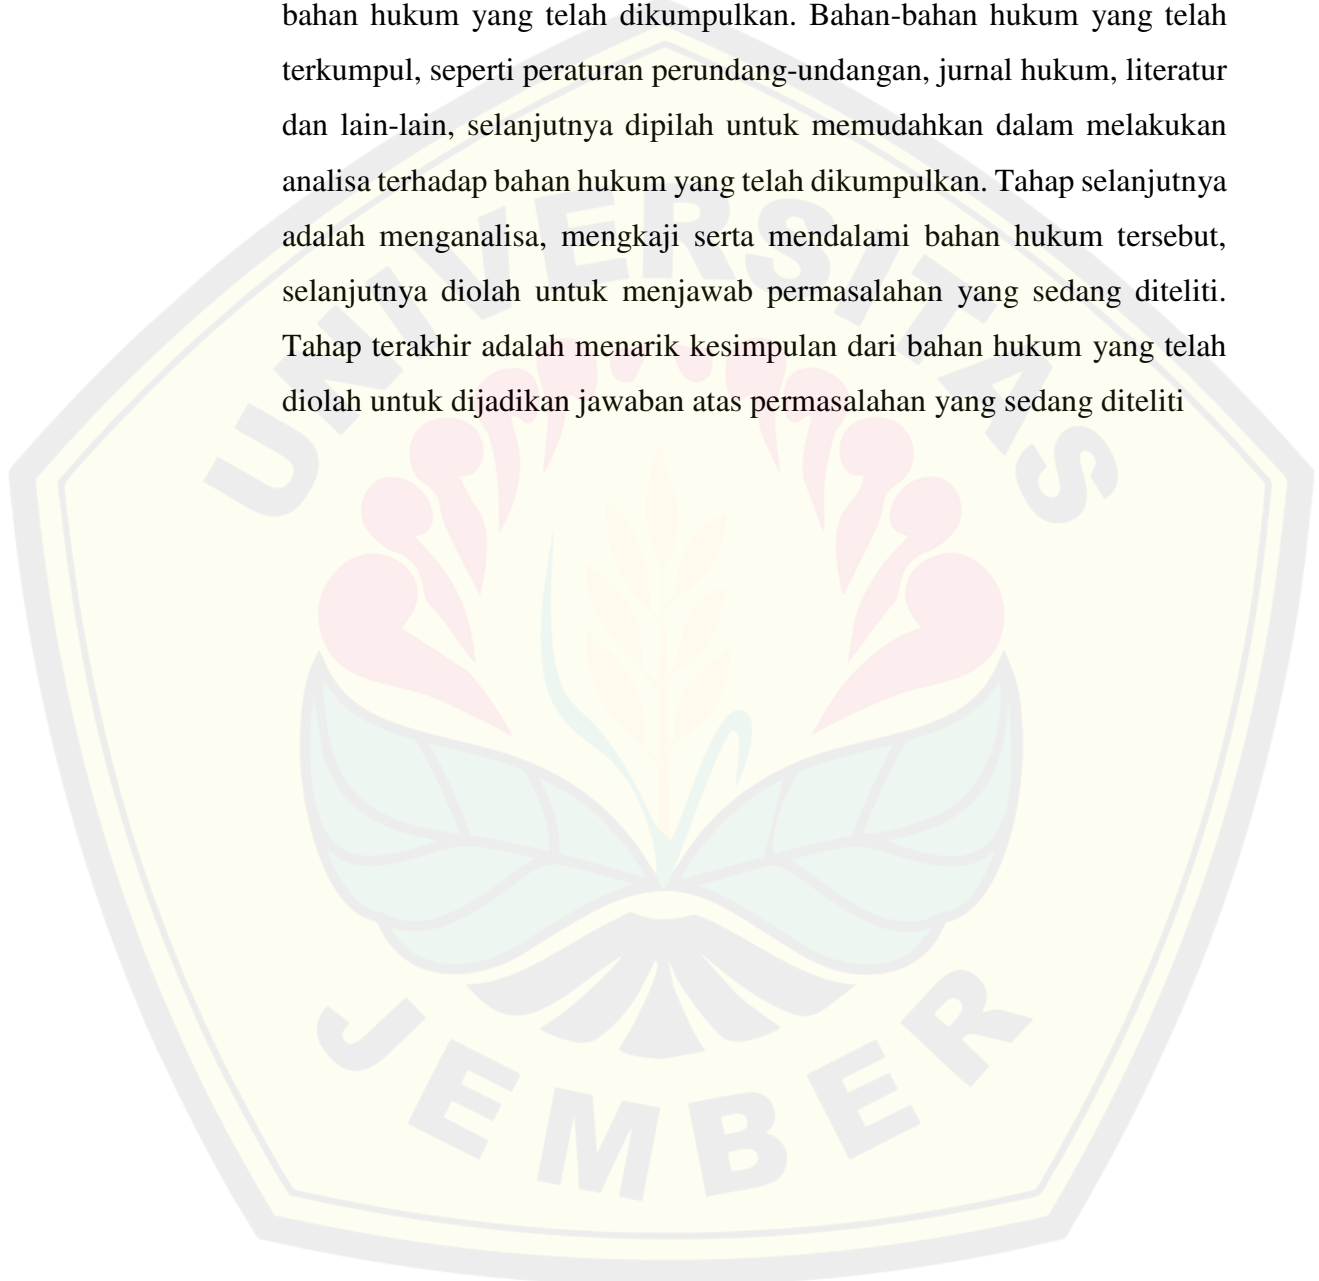 bahan hukum yang telah dikumpulkan. Bahan-bahan hukum yang telah
terkumpul, seperti peraturan perundang-undangan, jurnal hukum, literatur
dan lain-lain, selanjutnya dipilah untuk memudahkan dalam melakukan
analisa terhadap bahan hukum yang telah dikumpulkan. Tahap selanjutnya
adalah menganalisa, mengkaji serta mendalami bahan hukum tersebut,
selanjutnya diolah untuk menjawab permasalahan yang sedang diteliti.
Tahap terakhir adalah menarik kesimpulan dari bahan hukum yang telah
diolah untuk dijadikan jawaban atas permasalahan yang sedang diteliti
UNIVERSITAS
JEMBER